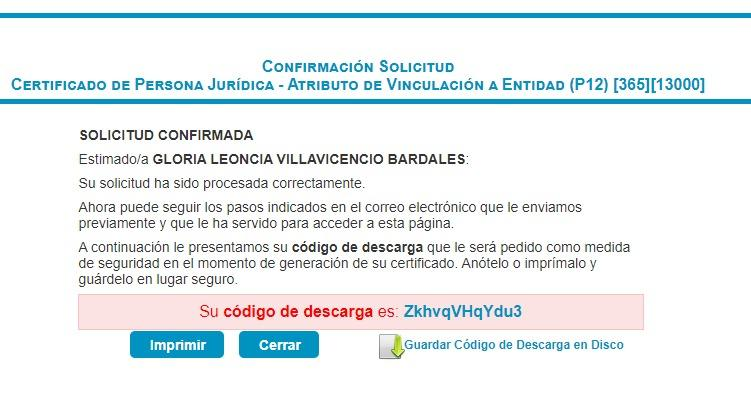 CONFIRMACIÓN SOLICITUD
CERTIFICADO DE PERSONA JURÍDICA - ATRIBUTO DE VINCULACIÓN A ENTIDAD (P12) [365][13000]
SOLICITUD CONFIRMADA
Estimado/a GLORIA LEONCIA VILLAVICENCIO BARDALES:
Su solicitud ha sido procesada correctamente.
Ahora puede seguir los pasos indicados en el correo electrónico que le enviamos
previamente y que le ha servido para acceder a esta página.
A continuación le presentamos su código de descarga que le será pedido como medida
de seguridad en el momento de generación de su certificado. Anótelo o imprímalo y
guárdelo en lugar seguro.
Su código de descarga es: ZkhvqVHqYdu3
Imprimir Cerrar Guardar Código de Descarga en Disco